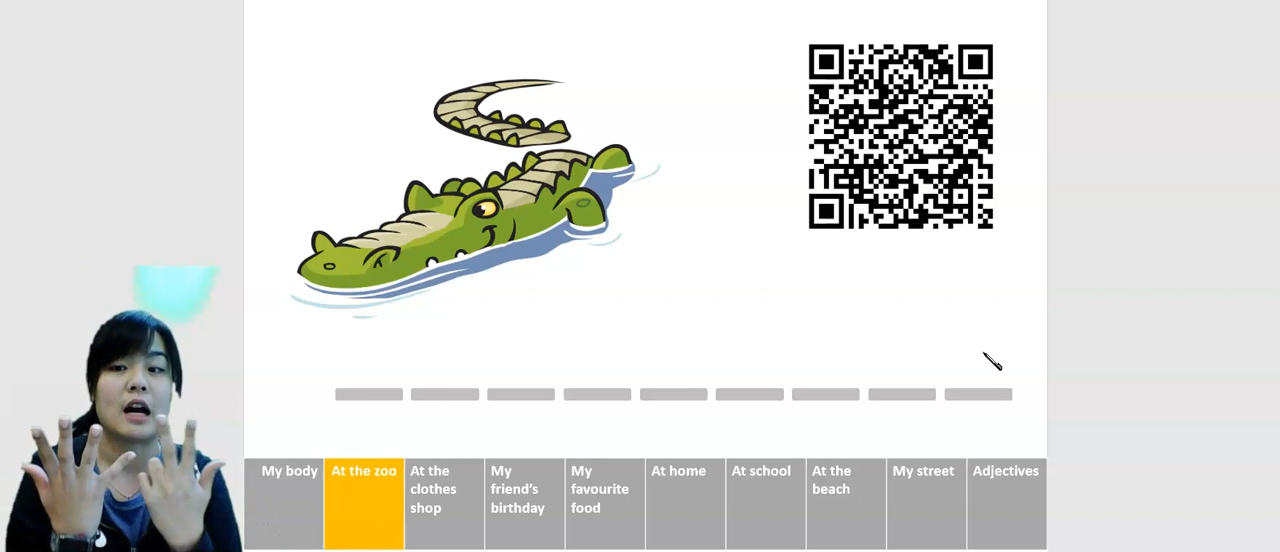 My body
At the zoo
At the
clothes
shop
My
friend's
birthday
My
favourite
food
At home
At school
At the
beach
My street
Adjectives